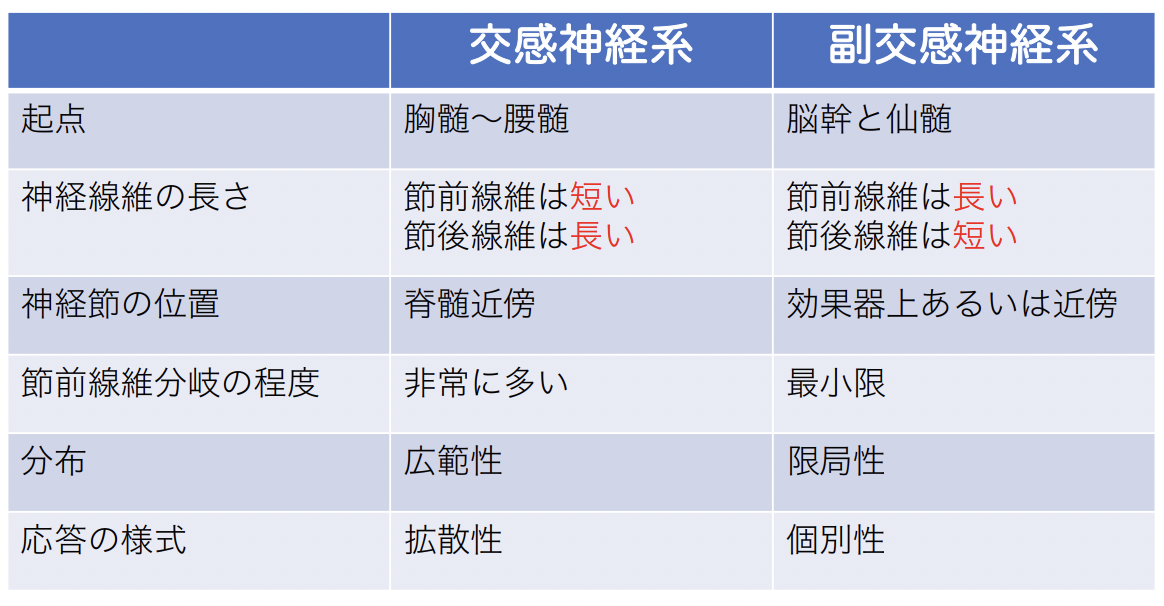 交感神経系 副交感神経系
起点 胸髄〜腰髄 脳幹と仙髄
神経線維の長さ 節前線維は短い 節前線維は長い
節後線維は長い 節後線維は短い
神経節の位置 脊髄近傍 効果器上あるいは近傍
節前線維分岐の程度 非常に多い 最小限
分布 広範性 限局性
応答の様式 拡散性 個別性